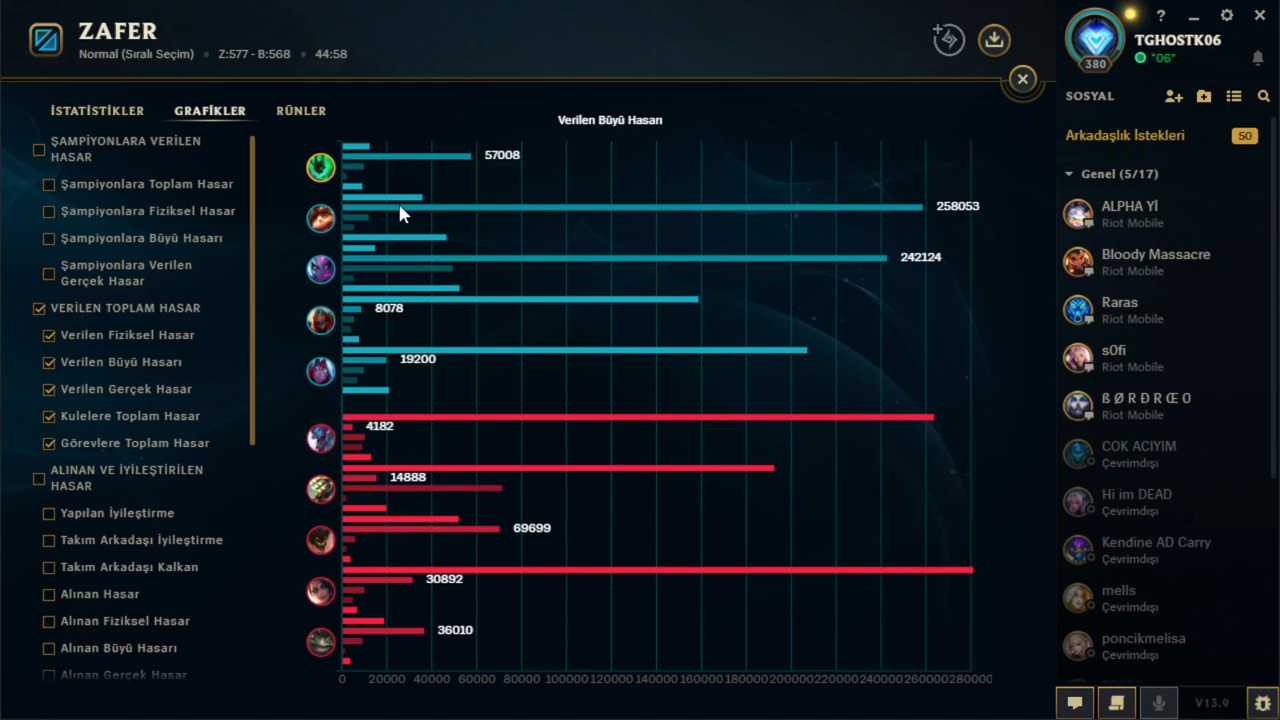 ZAFER
Normal (Sıralı Seçim) • Z:577 - B:568 • 44:58
İSTATİSTİKLER GRAFİKLER RÜNLER
ŞAMPİYONLARA VERİLEN
HASAR
Şampiyonlara Toplam Hasar
Şampiyonlara Fiziksel Hasar
Şampiyonlara Büyü Hasarı
Şampiyonlara Verilen
Gerçek Hasar
VERİLEN TOPLAM HASAR
Verilen Fiziksel Hasar
Verilen Büyü Hasarı
Verilen Gerçek Hasar
Kulelere Toplam Hasar
Görevlere Toplam Hasar
ALINAN VE İYİLEŞTİRİLEN
HASAR
Yapılan İyileştirme
Takım Arkadaşı İyileştirme
Takım Arkadaşı Kalkan
Alınan Hasar
Alınan Fiziksel Hasar
Alınan Büyü Hasarı
Alınan Gerçek Hasar
Verilen Büyü Hasarı
57008
258053
242124
8078
19200
4182
14888
69699
30892
36010
0 20000 40000 60000 80000 100000 120000 140000 160000 180000 200000 220000 240000 260000 280000
?
380
TGHOSTK06
"06"
SOSYAL
Arkadaşlık İstekleri 50
Genel (5/17)
ALPHA Yİ
Riot Mobile
Bloody Massacre
Riot Mobile
Raras
Riot Mobile
s0fi
Riot Mobile
ß Ø R Ð R Œ O
Riot Mobile
COK ACIYIM
Çevrimdışı
Hi im DEAD
Çevrimdışı
Kendine AD Carry
Çevrimdışı
mells
Çevrimdışı
poncikmelisa
Çevrimdışı
V13.9